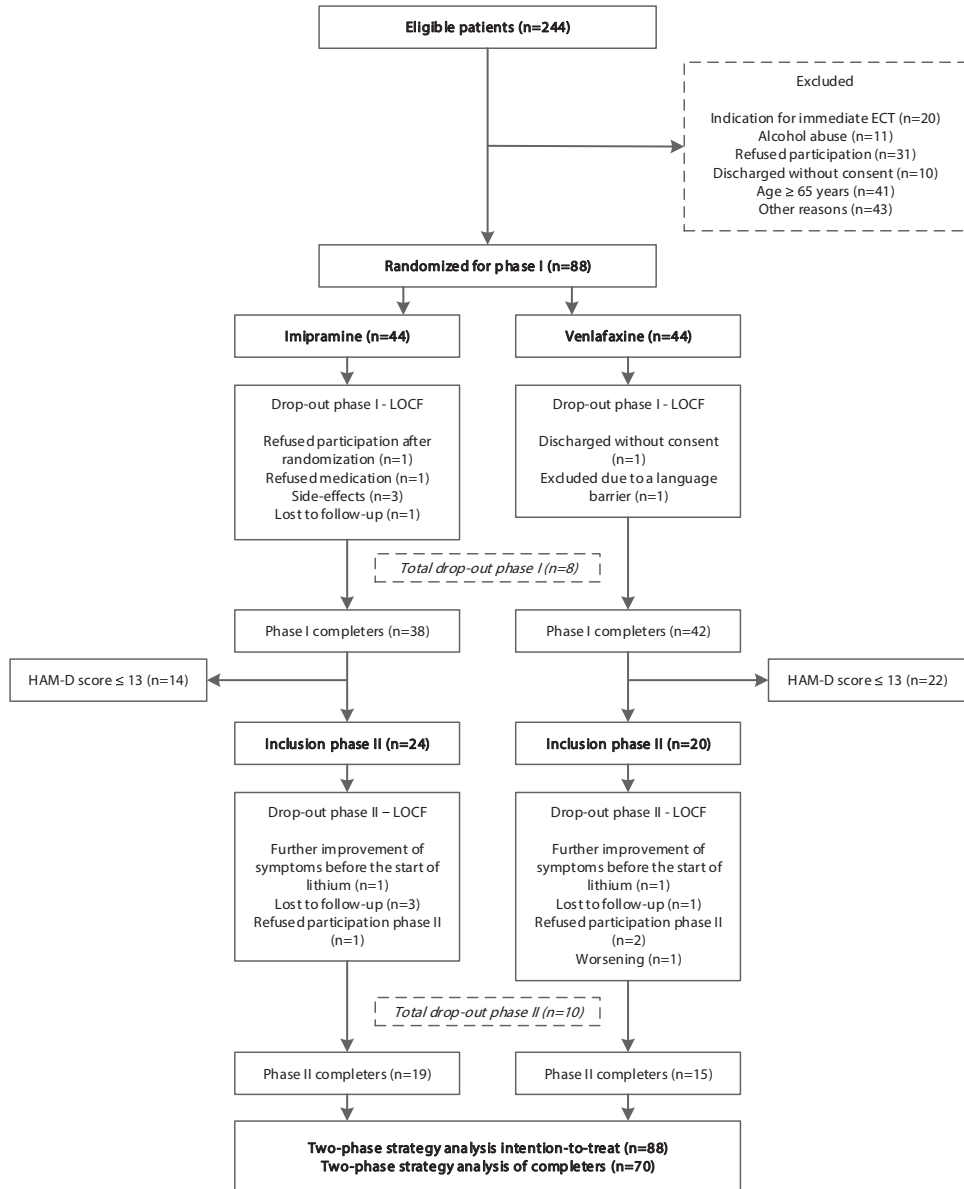 Eligible patients (n=244)
Excluded
Indication for immediate ECT (n=20)
Alcohol abuse (n=11)
Refused participation (n=31)
Discharged without consent (n=10)
Age ≥ 65 years (n=41)
Other reasons (n=43)
Randomized for phase I (n=88)
Imipramine (n=44)
Venlafaxine (n=44)
Drop-out phase I - LOCF
Refused participation after
randomization (n=1)
Refused medication (n=1)
Side-effects (n=3)
Lost to follow-up (n=1)
Drop-out phase I - LOCF
Discharged without consent
(n=1)
Excluded due to a language
barrier (n=1)
Total drop-out phase I (n=8)
Phase I completers (n=38)
Phase I completers (n=42)
HAM-D score ≤ 13 (n=14)
HAM-D score ≤ 13 (n=22)
Inclusion phase II (n=24)
Inclusion phase II (n=20)
Drop-out phase II – LOCF
Further improvement of
symptoms before the start of
lithium (n=1)
Lost to follow-up (n=3)
Refused participation phase II
(n=1)
Drop-out phase II - LOCF
Further improvement of
symptoms before the start of
lithium (n=1)
Lost to follow-up (n=1)
Refused participation phase II
(n=2)
Worsening (n=1)
Total drop-out phase II (n=10)
Phase II completers (n=19)
Phase II completers (n=15)
Two-phase strategy analysis intention-to-treat (n=88)
Two-phase strategy analysis of completers (n=70)